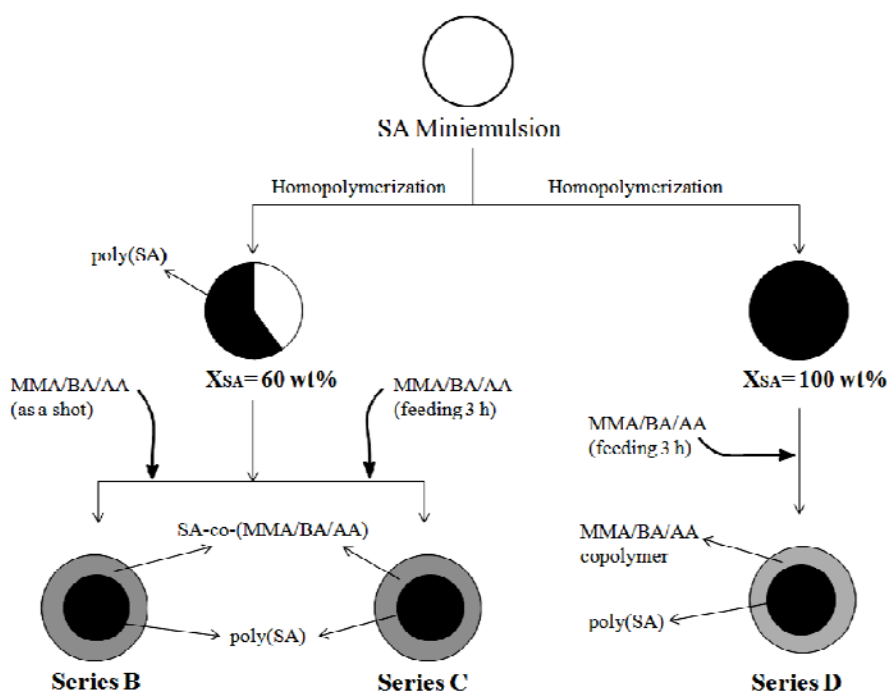 SA Miniemulsion
Homopolymerization
Homopolymerization
poly(SA)
XSA= 60 wt%
XSA= 100 wt%
MMA/BA/AA
(as a shot)
MMA/BA/AA
(feeding 3 h)
MMA/BA/AA
(feeding 3 h)
SA-co-(MMA/BA/AA)
poly(SA)
MMA/BA/AA
copolymer
poly(SA)
Series B
Series C
Series D